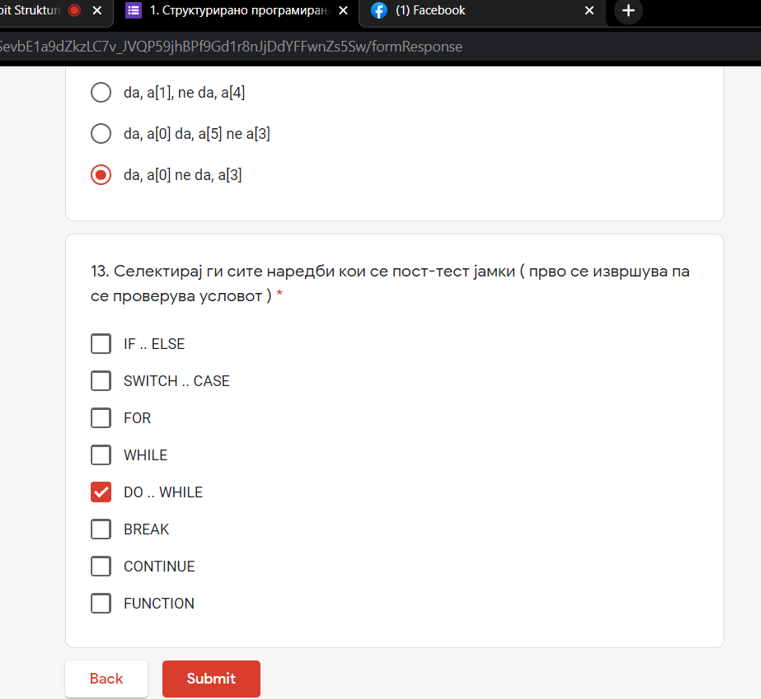 bit Struktur
1. Структурирано програмирањ
(1) Facebook
SevbE1a9dZkzLC7v_JVQP59jhBPf9Gd1r8nJjDdYFFwnZs5Sw/formResponse
da, a[1], ne da, a[4]
da, a[0] da, a[5] ne a[3]
da, a[0] ne da, a[3]
13. Селектирај ги сите наредби кои се пост-тест јамки ( прво се извршува па
се проверува условот ) *
IF .. ELSE
SWITCH .. CASE
FOR
WHILE
DO .. WHILE
BREAK
CONTINUE
FUNCTION
Back
Submit